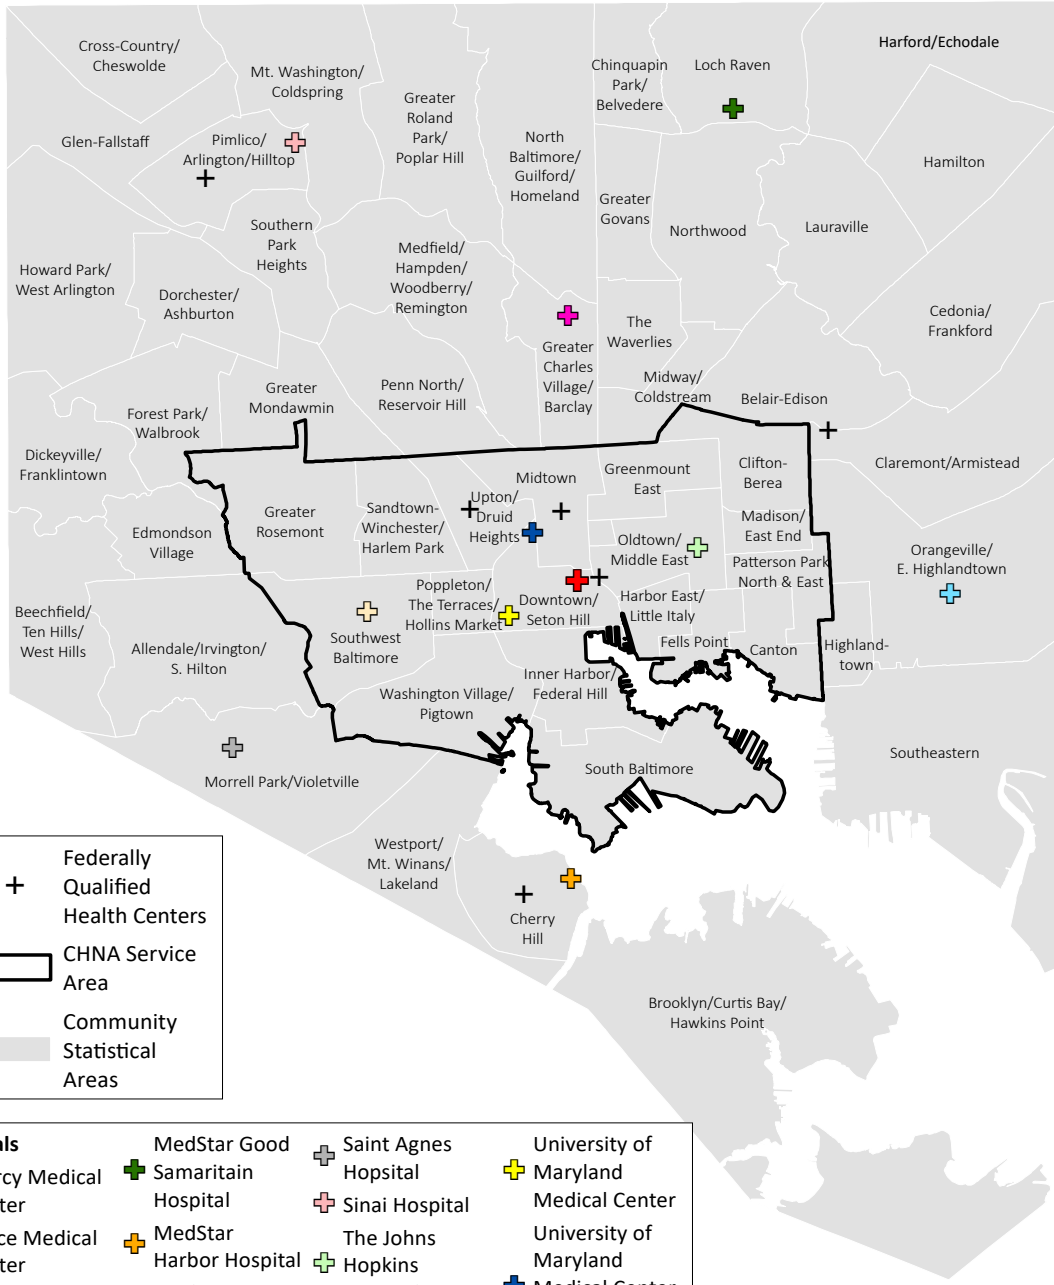 Harford/Echodale
Cross-Country/
Cheswolde
Mt. Washington/
Coldspring
Chinquapin
Park/
Belvedere
Loch Raven
Greater
Roland
Park/
Poplar Hill
Glen-Fallstaff
Pimlico/
Arlington/Hilltop
North
Baltimore/
Guilford/
Homeland
Hamilton
Greater
Govans
Northwood
Lauraville
Southern
Park
Heights
Medfield/
Hampden/
Woodberry/
Remington
Howard Park/
West Arlington
Dorchester/
Ashburton
Cedonia/
Frankford
The
Waverlies
Greater
Charles
Village/
Barclay
Midway/
Coldstream
Greater
Mondawmin
Penn North/
Reservoir Hill
Belair-Edison
Forest Park/
Walbrook
Dickeyville/
Franklintown
Claremont/Armistead
Midtown
Greenmount
East
Clifton-
Berea
Greater
Rosemont
Sandtown-
Winchester/
Harlem Park
Upton/
Druid
Heights
Edmondson
Village
Oldtown/
Middle East
Madison/
East End
Orangeville/
E. Highlandtown
Patterson Park
North & East
Poppleton/
The Terraces/
Hollins Market
Downtown/
Seton Hill
Harbor East/
Little Italy
Beechfield/
Ten Hills/
West Hills
Southwest
Baltimore
Allendale/Irvington/
S. Hilton
Fells Point
Canton
Highland-
town
Inner Harbor/
Federal Hill
Washington Village/
Pigtown
Southeastern
South Baltimore
Morrell Park/Violetville
Westport/
Mt. Winans/
Lakeland
Cherry
Hill
Brooklyn/Curtis Bay/
Hawkins Point
Federally
Qualified
Health Centers
CHNA Service
Area
Community
Statistical
Areas
als
rcy Medical
ter
ce Medical
ter
MedStar Good
Samaritain
Hospital
MedStar
Harbor Hospital
Saint Agnes
Hopsital
Sinai Hospital
The Johns
Hopkins
University of
Maryland
Medical Center
University of
Maryland
Medical Center